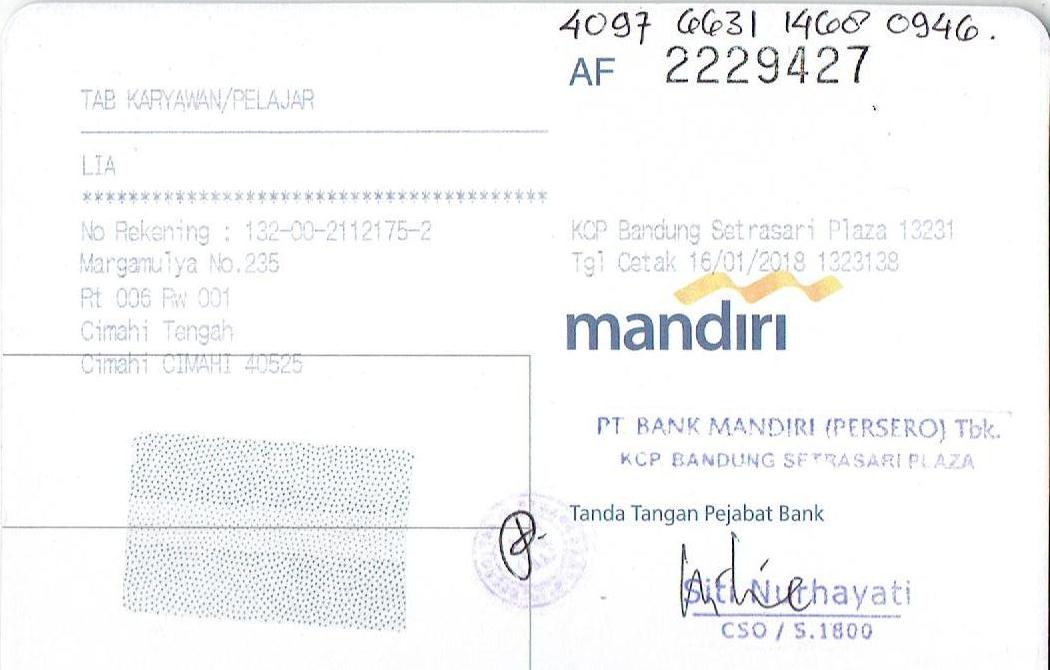 4097 6631 1468 0946.
AF 2229427
TAB KARYAWAN/PELAJAR
LIA
****************************************
No Rekening : 132-00-2112175-2
Margamulya No.235
Rt 006 Rw 001
Cimahi Tengah
Cimahi CIMAHI 40525
KCP Bandung Setrasari Plaza 13231
Tgl Cetak 16/01/2018 1323138
mandiri
PT BANK MANDIRI (PERSERO) Tbk.
KCP BANDUNG SETRASARI PLAZA
Tanda Tangan Pejabat Bank
Siti Nurhayati
CSO / S.1800